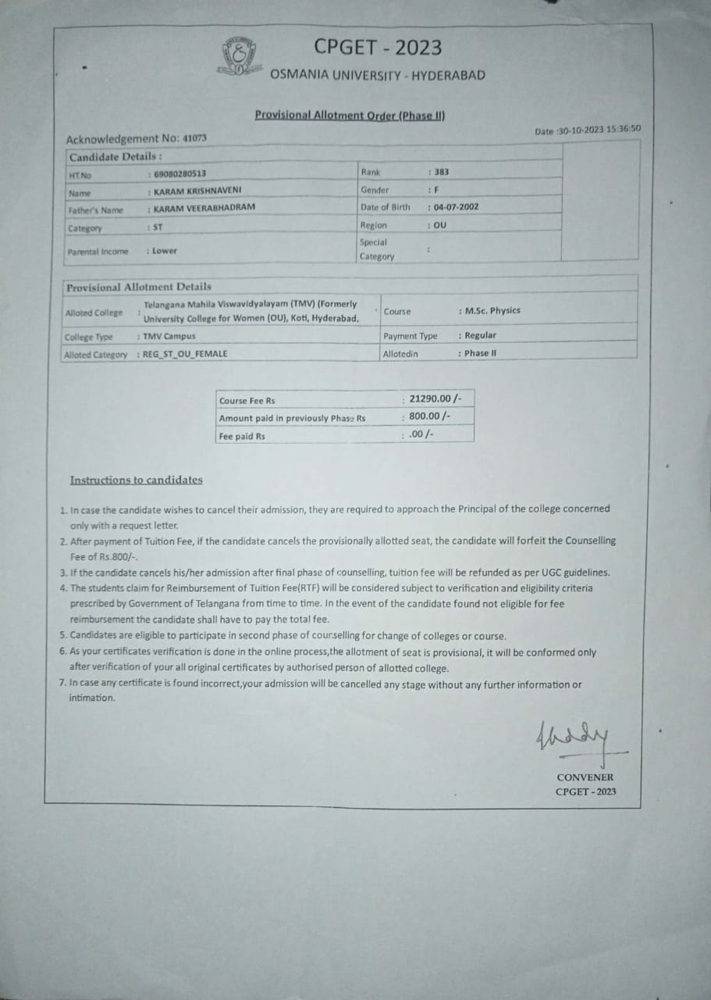 CPGET - 2023
OSMANIA UNIVERSITY - HYDERABAD
Provisional Allotment Order (Phase II)
Date :30-10-2023 15:36:50
Acknowledgement No: 41073
Candidate Details :
HT.No : 69080280513 Rank : 383
Name : KARAM KRISHNAVENI Gender : F
Father's Name : KARAM VEERABHADRAM Date of Birth : 04-07-2002
Category : ST Region : OU
Parental Income : Lower Special Category :
Provisional Allotment Details
Alloted College : Telangana Mahila Viswavidyalayam (TMV) (Formerly
University College for Women (OU), Koti, Hyderabad. Course : M.Sc. Physics
College Type : TMV Campus Payment Type : Regular
Alloted Category : REG_ST_OU_FEMALE Allotedin : Phase II
Course Fee Rs : 21290.00 /-
Amount paid in previously Phase Rs : 800.00 /-
Fee paid Rs : .00 /-
Instructions to candidates
1. In case the candidate wishes to cancel their admission, they are required to approach the Principal of the college concerned
only with a request letter.
2. After payment of Tuition Fee, if the candidate cancels the provisionally allotted seat, the candidate will forfeit the Counselling
Fee of Rs.800/-.
3. If the candidate cancels his/her admission after final phase of counselling, tuition fee will be refunded as per UGC guidelines.
4. The students claim for Reimbursement of Tuition Fee(RTF) will be considered subject to verification and eligibility criteria
prescribed by Government of Telangana from time to time. In the event of the candidate found not eligible for fee
reimbursement the candidate shall have to pay the total fee.
5. Candidates are eligible to participate in second phase of counselling for change of colleges or course.
6. As your certificates verification is done in the online process,the allotment of seat is provisional, it will be conformed only
after verification of your all original certificates by authorised person of allotted college.
7. In case any certificate is found incorrect,your admission will be cancelled any stage without any further information or
intimation.
CONVENER
CPGET - 2023